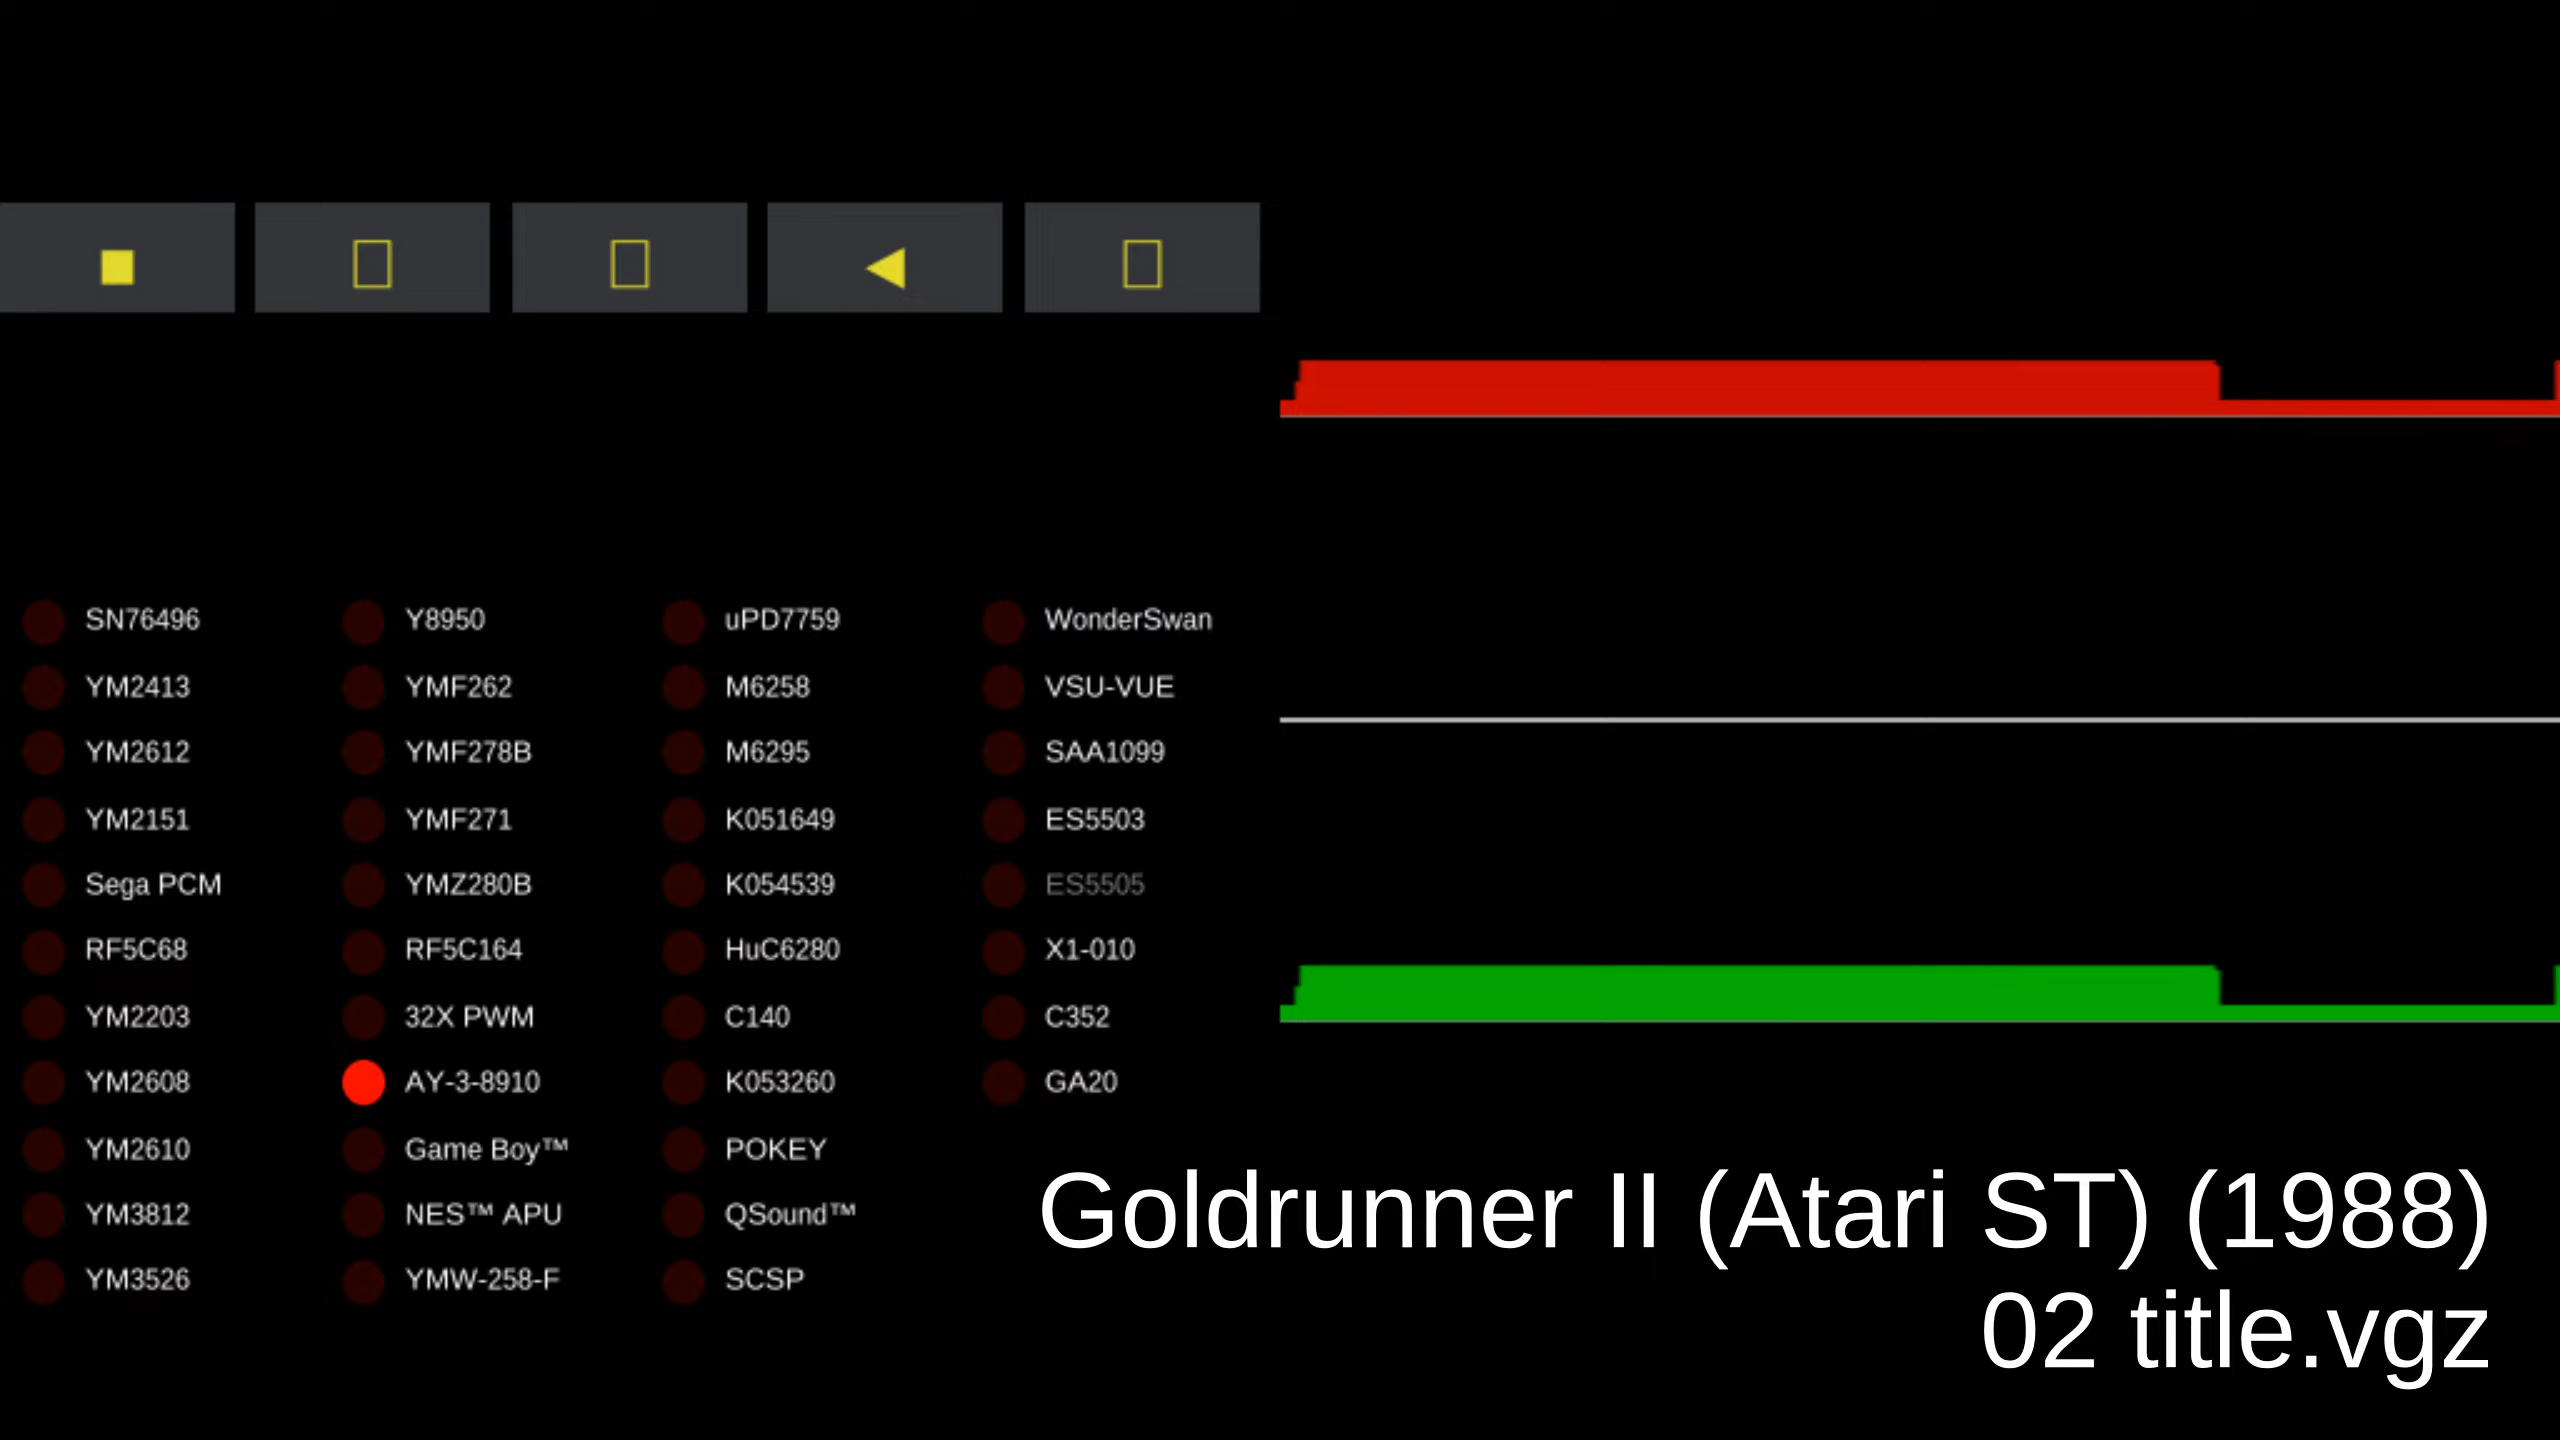 SN76496
YM2413
YM2612
YM2151
Sega PCM
RF5C68
YM2203
YM2608
YM2610
YM3812
YM3526
Y8950
YMF262
YMF278B
YMF271
YMZ280B
RF5C164
32X PWM
AY-3-8910
Game Boy™
NES™ APU
YMW-258-F
uPD7759
M6258
M6295
K051649
K054539
HuC6280
C140
K053260
POKEY
QSound™
SCSP
WonderSwan
VSU-VUE
SAA1099
ES5503
ES5505
X1-010
C352
GA20
Goldrunner II (Atari ST) (1988)
02 title.vgz